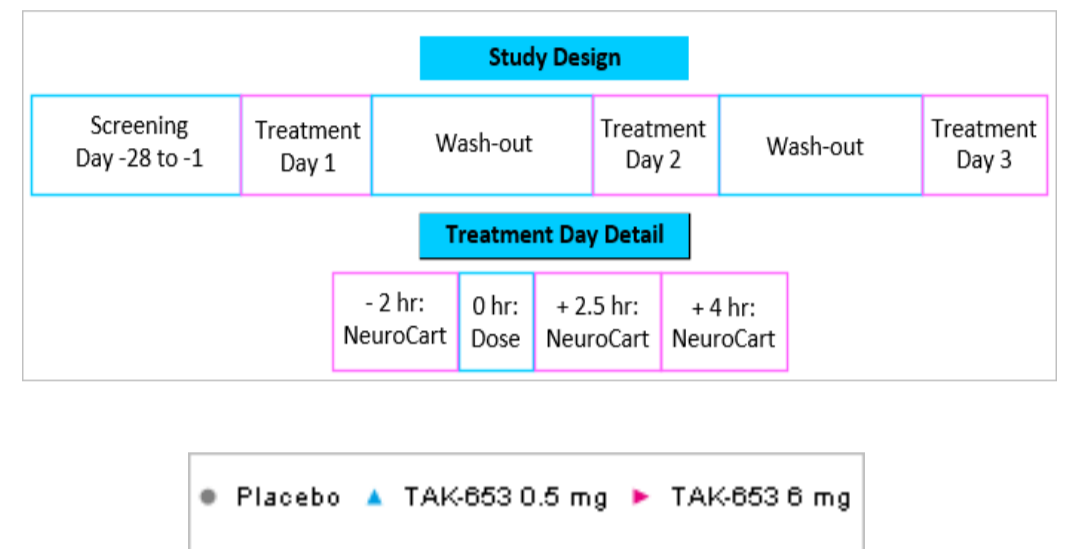 Study Design
Screening
Day -28 to -1
Treatment
Day 1
Wash-out
Treatment
Day 2
Wash-out
Treatment
Day 3
Treatment Day Detail
- 2 hr:
NeuroCart
0 hr:
Dose
+ 2.5 hr:
NeuroCart
+ 4 hr:
NeuroCart
Placebo TAK-653 0.5 mg TAK-653 6 mg